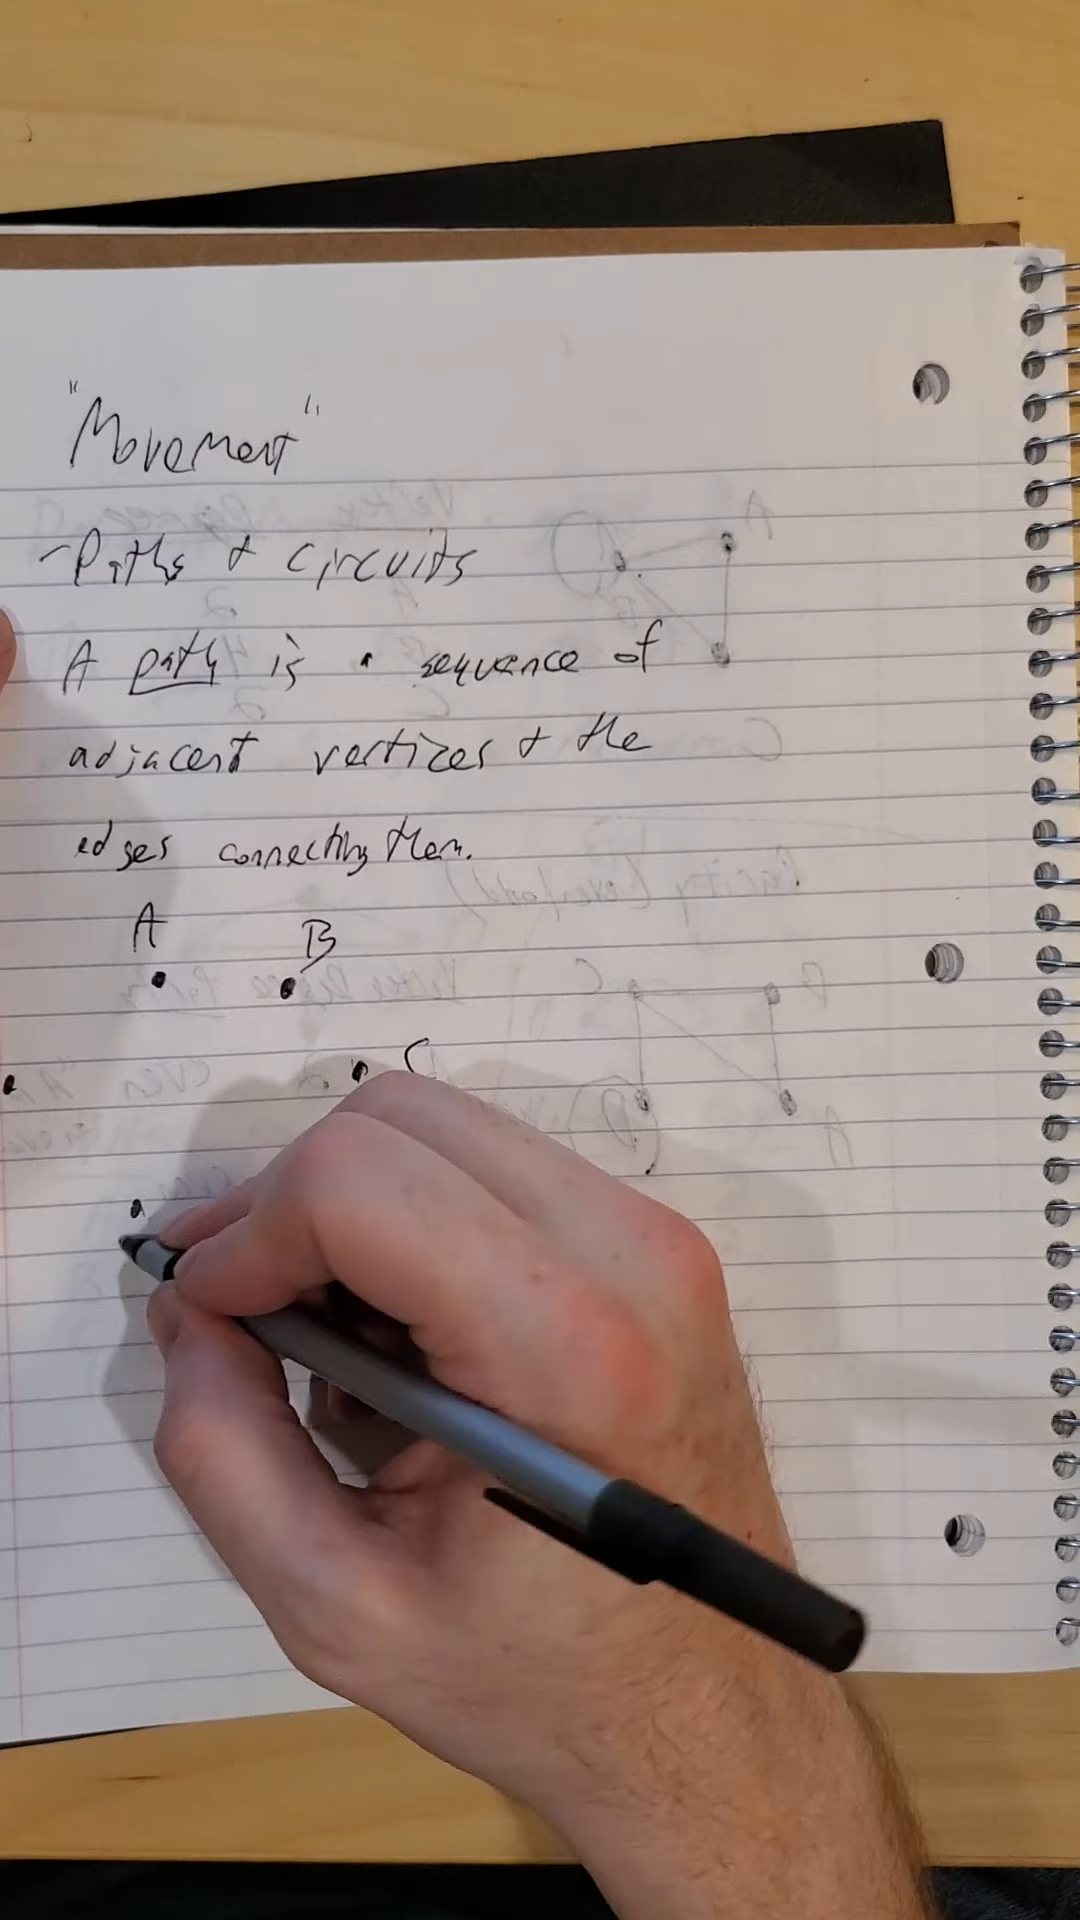 "Movement"
- Paths & circuits
A path is a sequence of
adjacent vertices & the
edges connecting them.
A
B
C